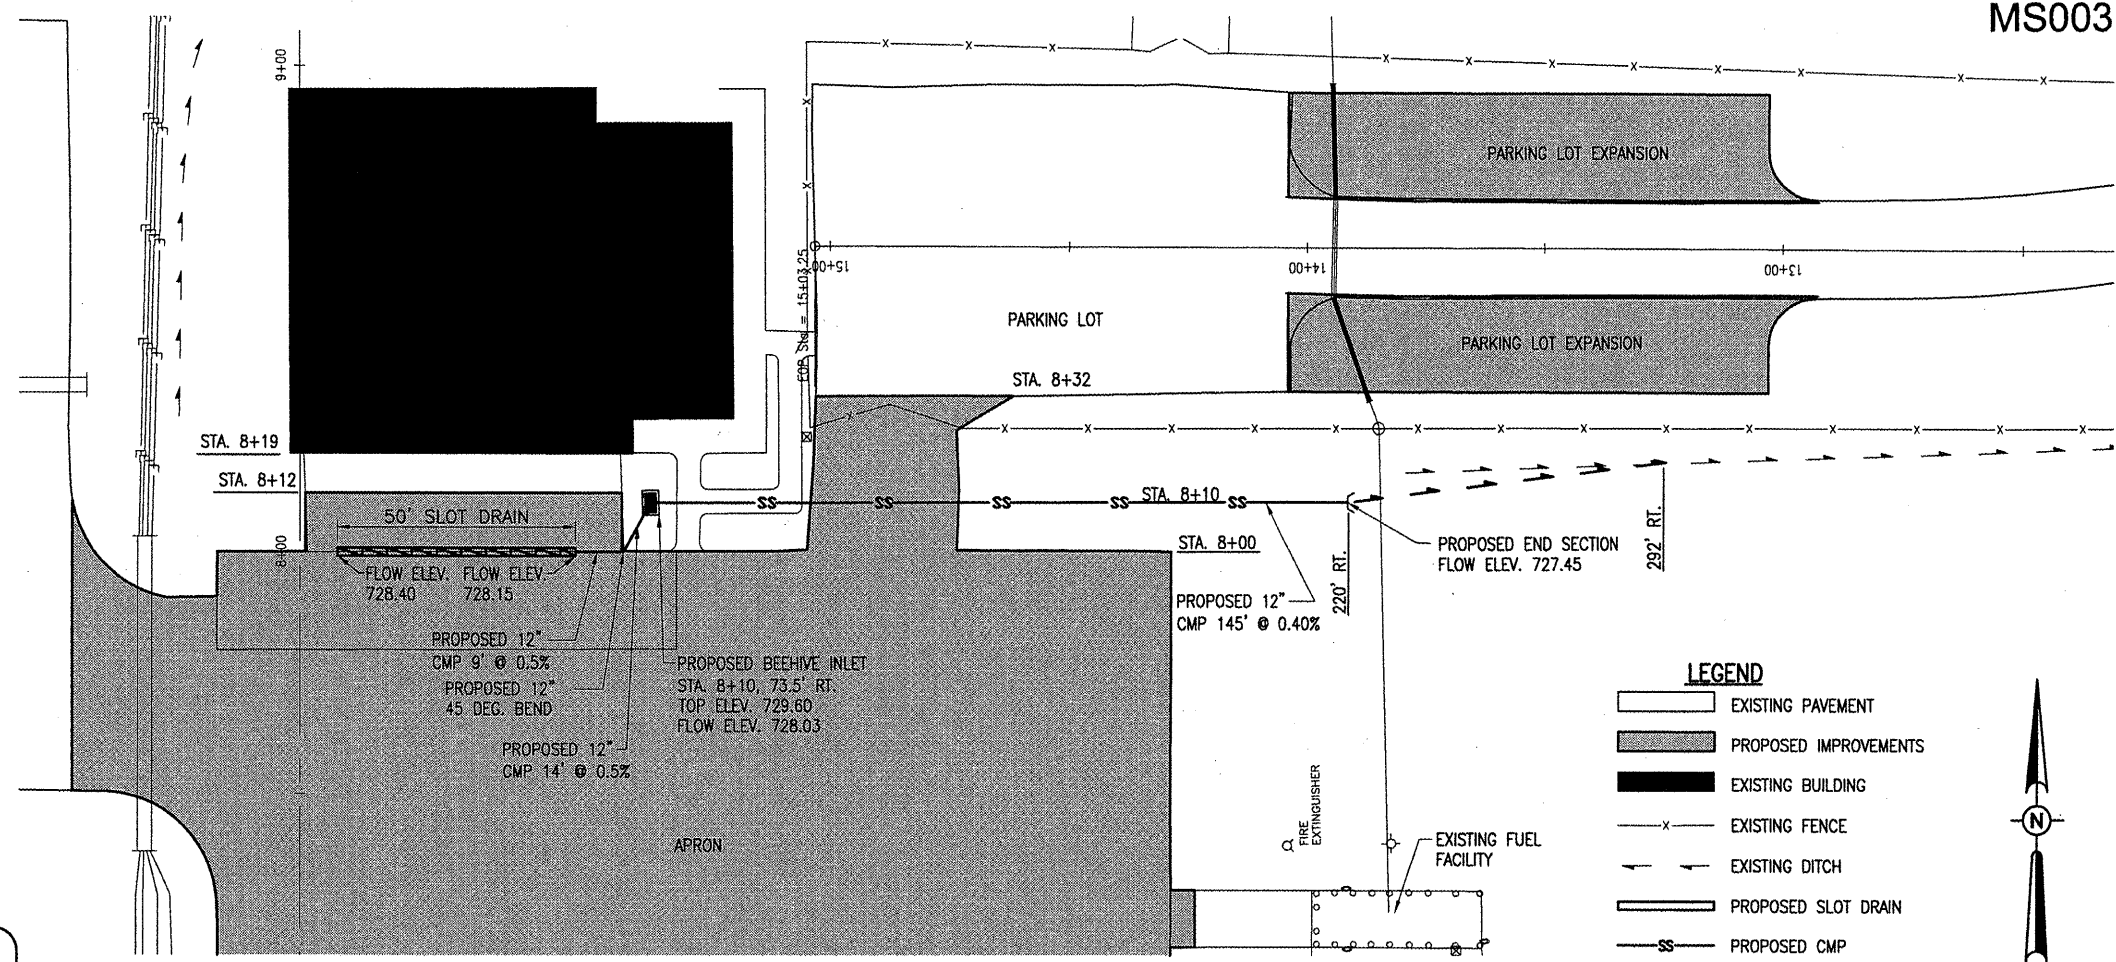 MS003
9+00
PARKING LOT EXPANSION
EOP Sta = 15+03.25
15+00
14+00
13+00
PARKING LOT
PARKING LOT EXPANSION
STA. 8+32
STA. 8+19
STA. 8+12
50' SLOT DRAIN
8+00
FLOW ELEV. FLOW ELEV
728.40 728.15
SS SS SS SS SS
STA. 8+10
STA. 8+00
220' RT.
292' RT.
PROPOSED END SECTION
FLOW ELEV. 727.45
PROPOSED 12"
CMP 145' @ 0.40%
PROPOSED 12"
CMP 9' @ 0.5%
PROPOSED 12"
45 DEG. BEND
PROPOSED BEEHIVE INLET
STA. 8+10, 73.5' RT.
TOP ELEV. 729.60
FLOW ELEV. 728.03
PROPOSED 12"
CMP 14' @ 0.5%
APRON
FIRE
EXTINGUISHER
EXISTING FUEL
FACILITY
LEGEND
EXISTING PAVEMENT
PROPOSED IMPROVEMENTS
EXISTING BUILDING
x EXISTING FENCE
EXISTING DITCH
PROPOSED SLOT DRAIN
SS PROPOSED CMP
N